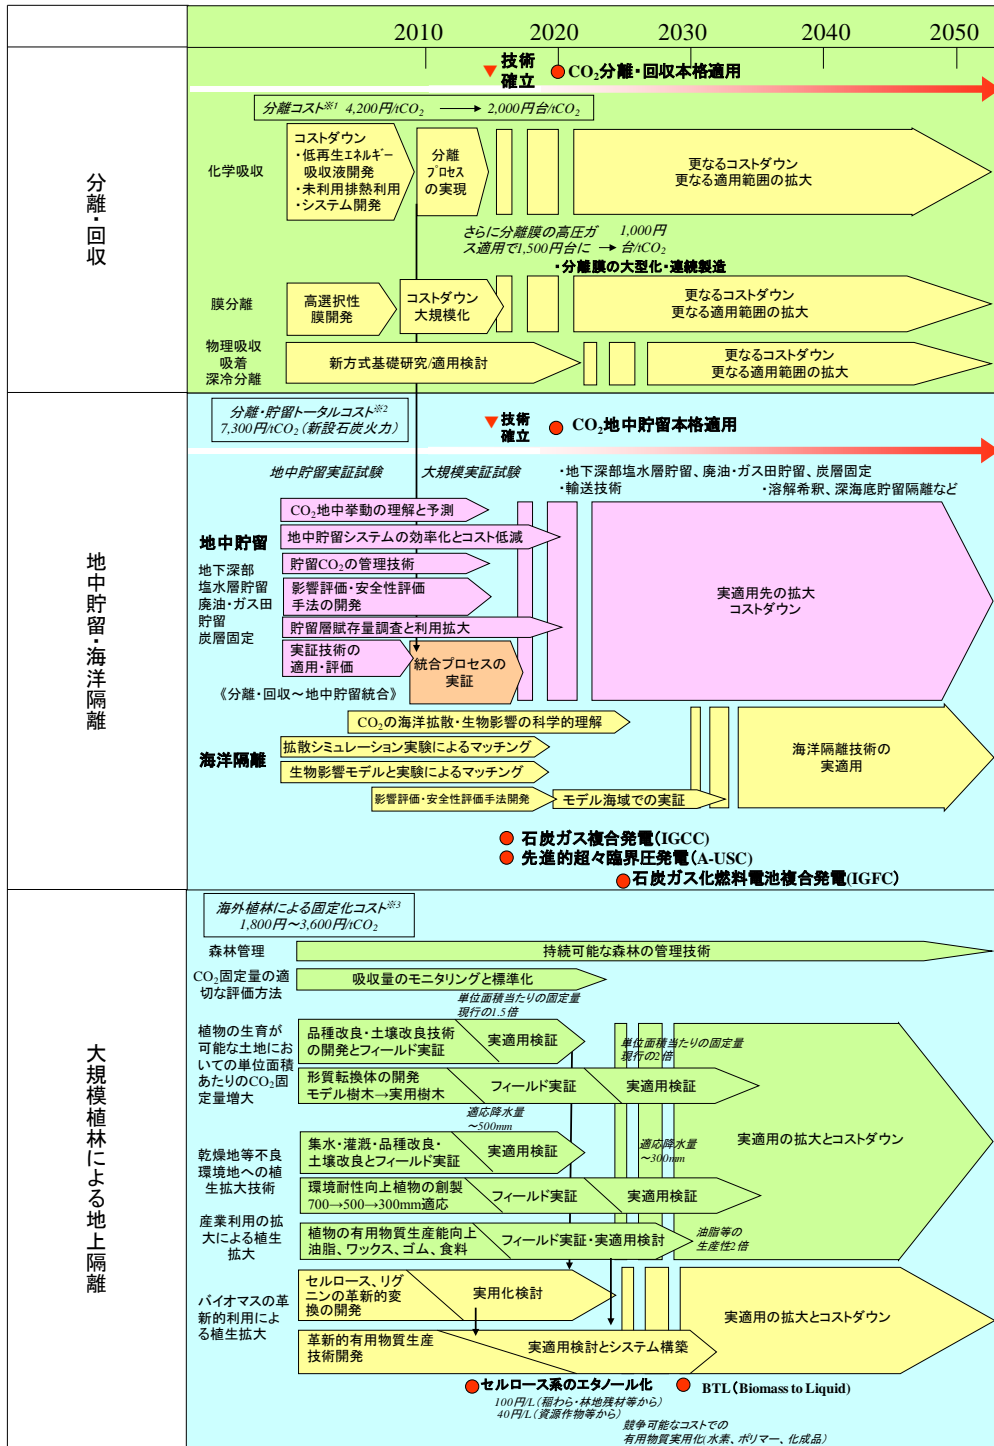 2010
2020
2030
2040
2050
分離・回収
▼技術
確立
●CO₂分離・回収本格適用
分離コスト※1 4,200円/tCO₂ → 2,000円台/tCO₂
化学吸収
コストダウン
・低再生エネルギー
吸収液開発
・未利用排熱利用
・システム開発
分離
プロセス
の実現
更なるコストダウン
更なる適用範囲の拡大
さらに分離膜の高圧ガ
ス適用で1,500円台に → 1,000円
台/tCO₂
・分離膜の大型化・連続製造
膜分離
高選択性
膜開発
コストダウン
大規模化
更なるコストダウン
更なる適用範囲の拡大
物理吸収
吸着
深冷分離
新方式基礎研究/適用検討
更なるコストダウン
更なる適用範囲の拡大
地中貯留・海洋隔離
分離・貯留トータルコスト※2
7,300円/tCO₂(新設石炭火力)
▼技術
確立
●CO₂地中貯留本格適用
地中貯留実証試験
大規模実証試験
・地下深部塩水層貯留、廃油・ガス田貯留、炭層固定
・輸送技術
・溶解希釈、深海底貯留隔離など
地中貯留
地下深部
塩水層貯留
廃油・ガス田
貯留
炭層固定
CO₂地中挙動の理解と予測
地中貯留システムの効率化とコスト低減
貯留CO₂の管理技術
影響評価・安全性評価
手法の開発
貯留層賦存量調査と利用拡大
実証技術の
適用・評価
統合プロセスの
実証
実適用先の拡大
コストダウン
《分離・回収～地中貯留統合》
海洋隔離
CO₂の海洋拡散・生物影響の科学的理解
拡散シミュレーション実験によるマッチング
生物影響モデルと実験によるマッチング
影響評価・安全性評価手法開発
モデル海域での実証
海洋隔離技術の
実適用
●石炭ガス複合発電(IGCC)
●先進的超々臨界圧発電(A-USC)
●石炭ガス化燃料電池複合発電(IGFC)
大規模植林による地上隔離
海外植林による固定化コスト※3
1,800円～3,600円/tCO₂
森林管理
持続可能な森林の管理技術
CO₂固定量の適
切な評価方法
吸収量のモニタリングと標準化
単位面積当たりの固定量
現行の1.5倍
植物の生育が
可能な土地にお
いての単位面積
あたりのCO₂固
定量増大
品種改良・土壌改良技術
の開発とフィールド実証
実適用検証
単位面積当たりの固定量
現行の2倍
形質転換体の開発
モデル樹木→実用樹木
フィールド実証
実適用検証
適応降水量
～500mm
乾燥地等不良
環境地への植
生拡大技術
集水・灌漑・品種改良・
土壌改良とフィールド実証
実適用検証
適応降水量
～300mm
実適用の拡大とコストダウン
環境耐性向上植物の創製
700→500→300mm適応
フィールド実証
実適用検証
産業利用の拡
大による植生
拡大
植物の有用物質生産能向上
油脂、ワックス、ゴム、食料
フィールド実証・実適用検討
油脂等の
生産性2倍
バイオマスの革
新的利用によ
る植生拡大
セルロース、リグ
ニンの革新的変
換の開発
実用化検討
実適用の拡大とコストダウン
革新的有用物質生産
技術開発
実適用検討とシステム構築
●セルロース系のエタノール化
100円/L(稲わら・林地残材等から)
40円/L(資源作物等から)
●BTL(Biomass to Liquid)
競争可能なコストでの
有用物質実用化(水素、ポリマー、化成品)